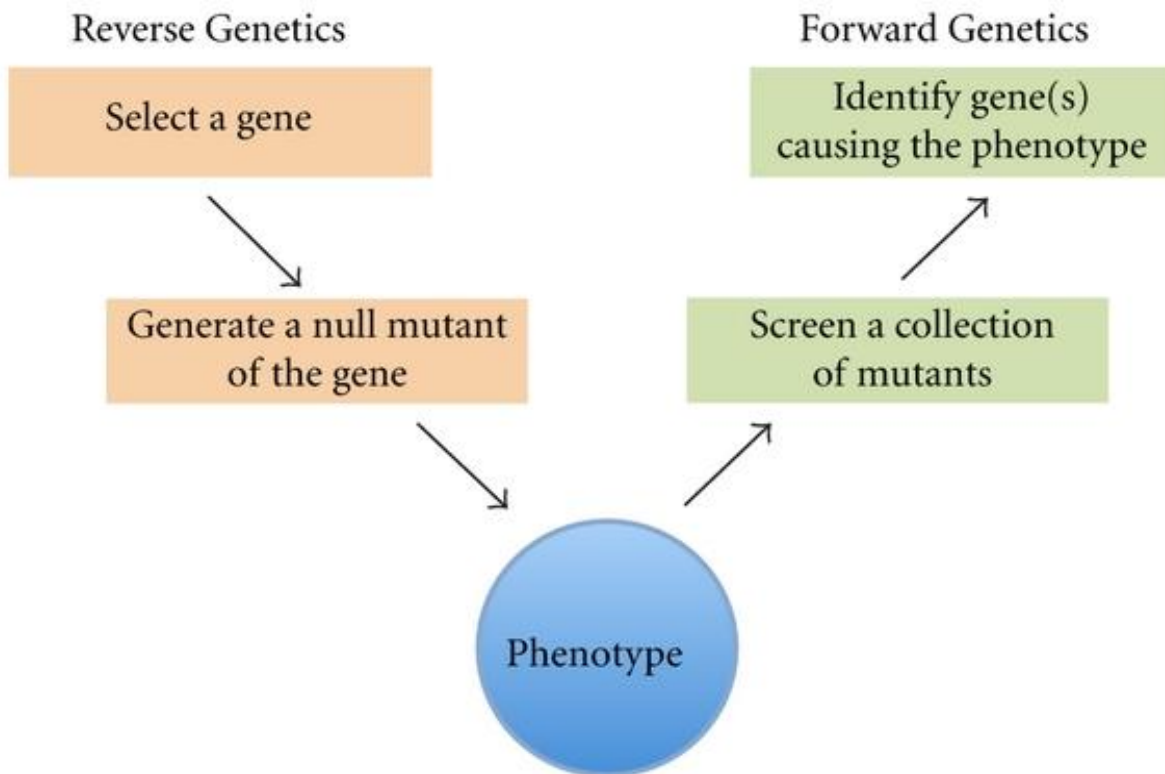 Reverse Genetics
Select a gene
Generate a null mutant
of the gene
Phenotype
Forward Genetics
Identify gene(s)
causing the phenotype
Screen a collection
of mutants